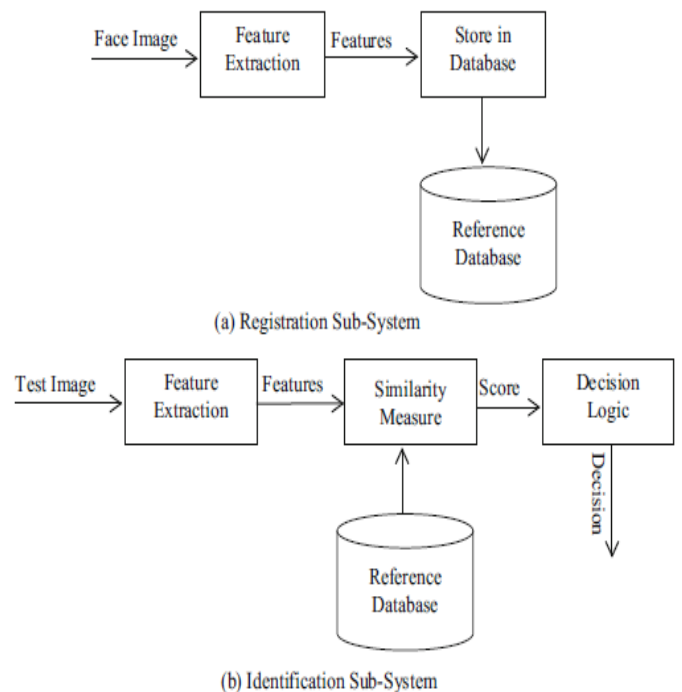 Face Image
Feature
Extraction
Features
Store in
Database
Reference
Database
(a) Registration Sub-System
Test Image
Feature
Extraction
Features
Similarity
Measure
Score
Decision
Logic
Decision
Reference
Database
(b) Identification Sub-System